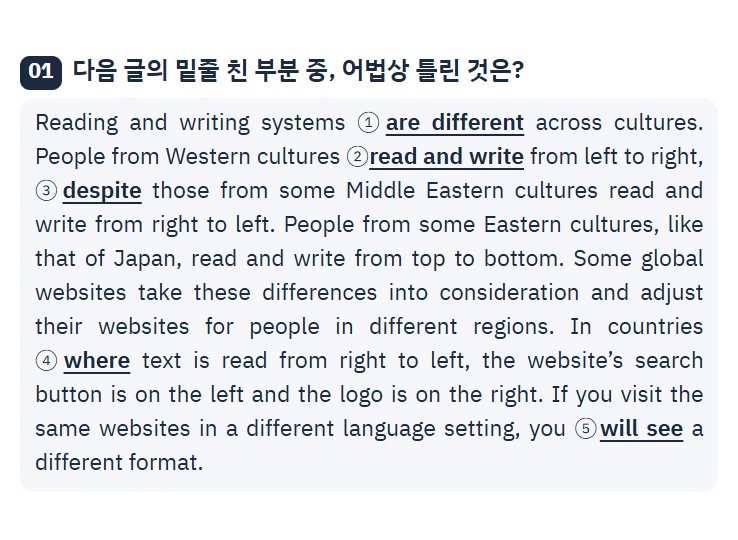 01 다음 글의 밑줄 친 부분 중, 어법상 틀린 것은?
Reading and writing systems ① are different across cultures.
People from Western cultures ② read and write from left to right,
③ despite those from some Middle Eastern cultures read and
write from right to left. People from some Eastern cultures, like
that of Japan, read and write from top to bottom. Some global
websites take these differences into consideration and adjust
their websites for people in different regions. In countries
④ where text is read from right to left, the website's search
button is on the left and the logo is on the right. If you visit the
same websites in a different language setting, you ⑤ will see a
different format.